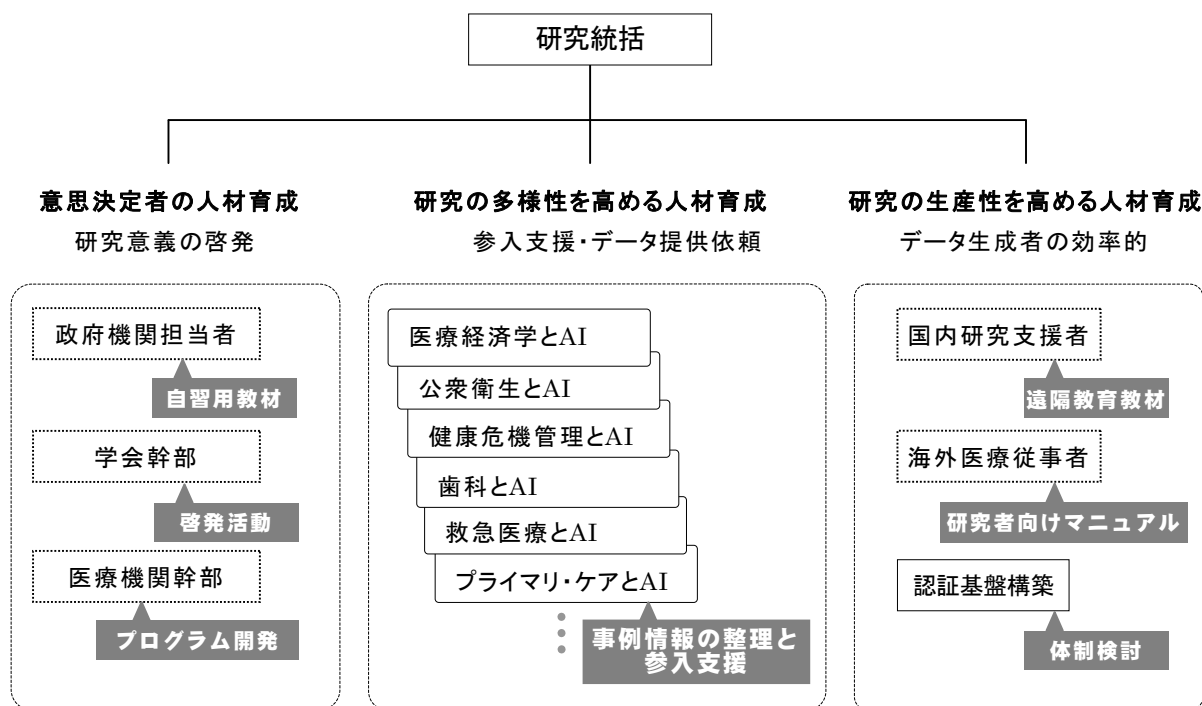 研究統括
意思決定者の人材育成
研究意義の啓発
政府機関担当者
自習用教材
学会幹部
啓発活動
医療機関幹部
プログラム開発
研究の多様性を高める人材育成
参入支援・データ提供依頼
医療経済学とAI
公衆衛生とAI
健康危機管理とAI
歯科とAI
救急医療とAI
プライマリ・ケアとAI
事例情報の整理と
参入支援
研究の生産性を高める人材育成
データ生成者の効率的
国内研究支援者
遠隔教育教材
海外医療従事者
研究者向けマニュアル
認証基盤構築
体制検討